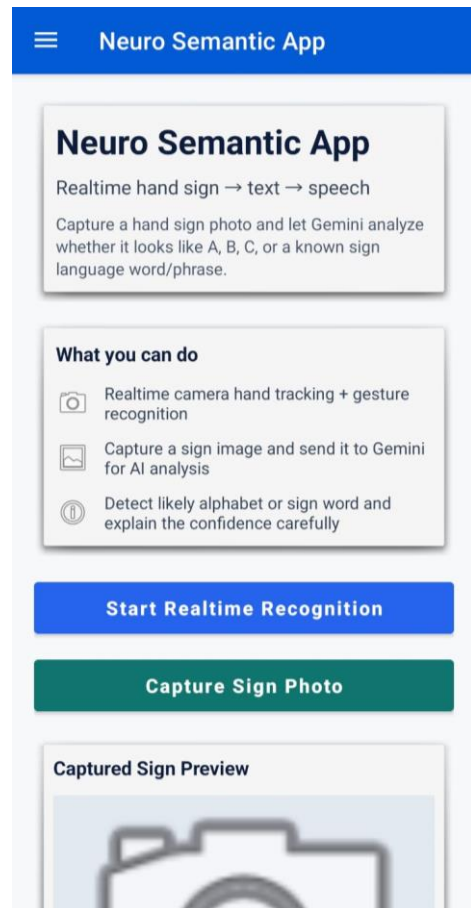 Neuro Semantic App
Neuro Semantic App
Realtime hand sign → text → speech
Capture a hand sign photo and let Gemini analyze
whether it looks like A, B, C, or a known sign
language word/phrase.
What you can do
Realtime camera hand tracking + gesture
recognition
Capture a sign image and send it to Gemini
for AI analysis
Detect likely alphabet or sign word and
explain the confidence carefully
Start Realtime Recognition
Capture Sign Photo
Captured Sign Preview